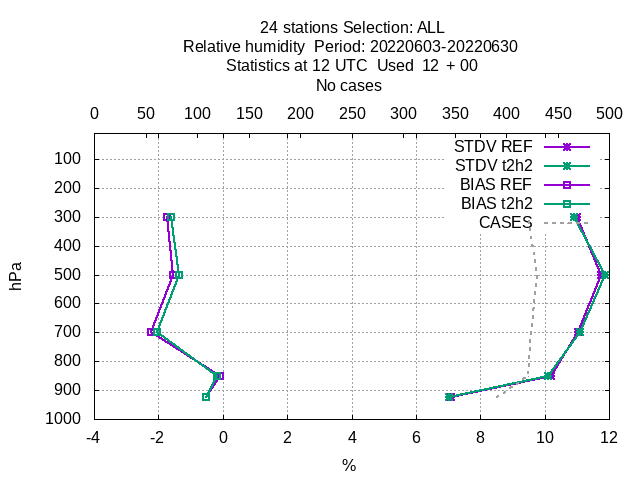 24 stations Selection: ALL
Relative humidity  Period: 20220603-20220630
Statistics at 12 UTC  Used  12  + 00
No cases
0 50 100 150 200 250 300 350 400 450 500
STDV REF
STDV t2h2
BIAS REF
BIAS t2h2
CASES
100
200
300
400
500
600
700
800
900
1000
hPa
-4 -2 0 2 4 6 8 10 12
%